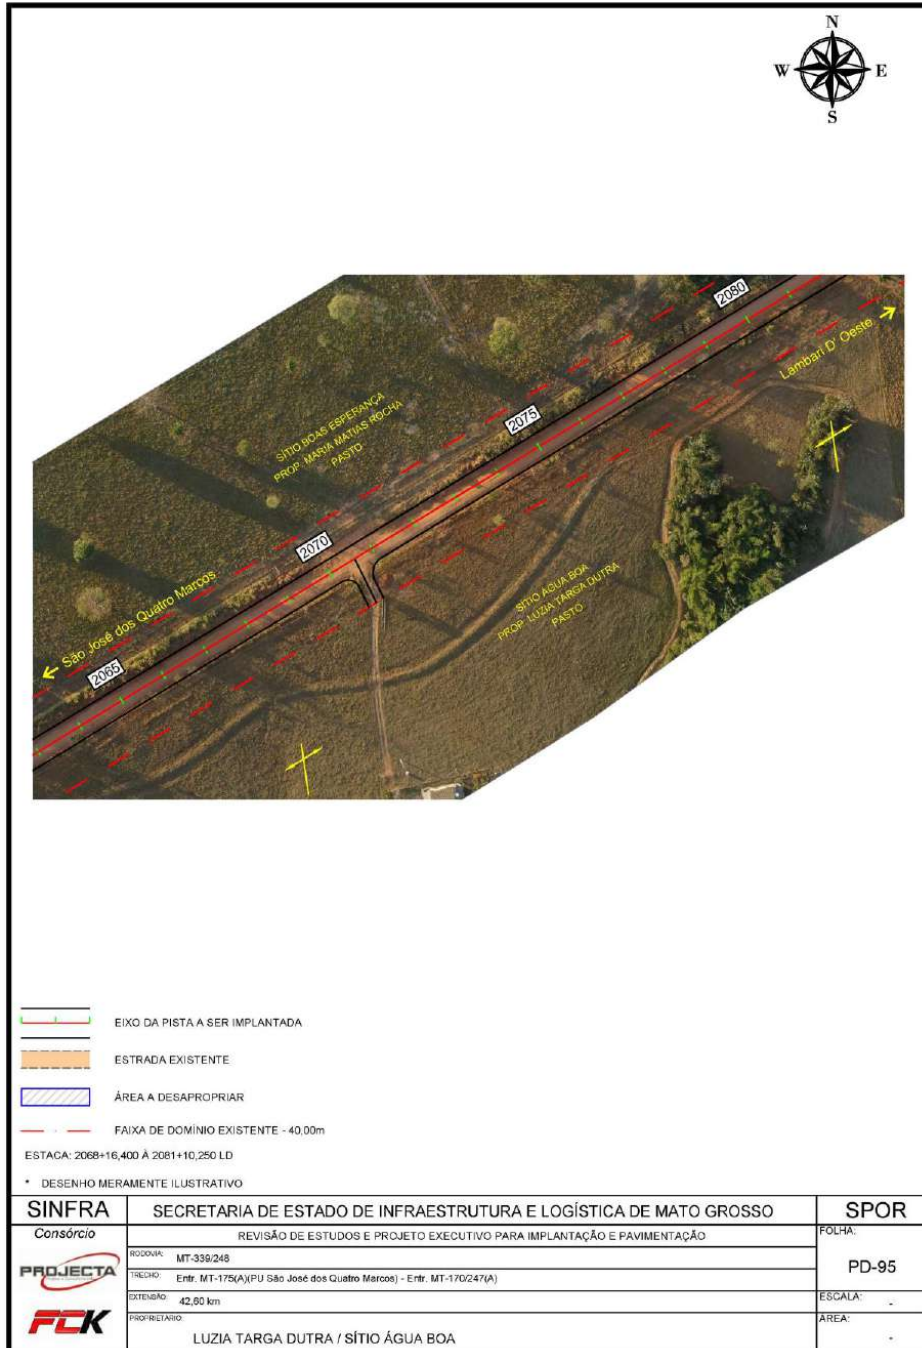 N
W E
S
2080
Lambari D' Oeste
2075
SÍTIO BOAS ESPERANÇA
PROP. MARIA MATIAS ROCHA
PASTO
2070
SÍTIO ÁGUA BOA
PROP. LUZIA TARGA DUTRA
PASTO
São José dos Quatro Marcos
2065
EIXO DA PISTA A SER IMPLANTADA
ESTRADA EXISTENTE
ÁREA A DESAPROPRIAR
FAIXA DE DOMÍNIO EXISTENTE - 40,00m
ESTACA: 2068+16,400 À 2081+10,250 LD
* DESENHO MERAMENTE ILUSTRATIVO
SINFRA SECRETARIA DE ESTADO DE INFRAESTRUTURA E LOGÍSTICA DE MATO GROSSO SPOR
Consórcio REVISÃO DE ESTUDOS E PROJETO EXECUTIVO PARA IMPLANTAÇÃO E PAVIMENTAÇÃO FOLHA:
PROJECTA RODOVIA: MT-339/248 PD-95
TRECHO: Entr. MT-175(A)(PU São José dos Quatro Marcos) - Entr. MT-170/247(A)
EXTENSÃO: 42,60 km ESCALA: -
FCK PROPRIETÁRIO: LUZIA TARGA DUTRA / SÍTIO ÁGUA BOA ÁREA: -